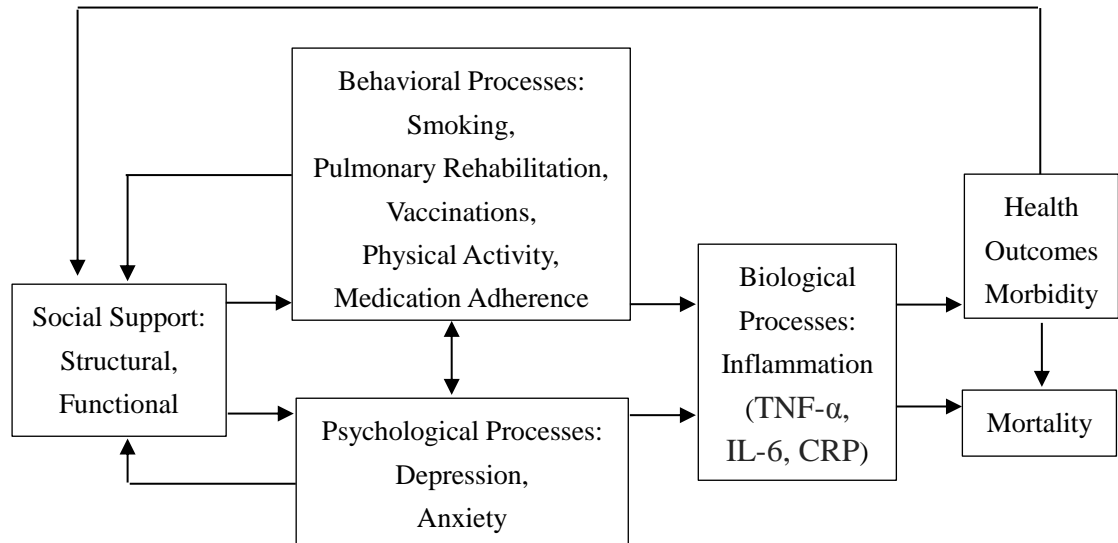 Behavioral Processes:
Smoking,
Pulmonary Rehabilitation,
Vaccinations,
Physical Activity,
Medication Adherence
Social Support:
Structural,
Functional
Psychological Processes:
Depression,
Anxiety
Biological
Processes:
Inflammation
(TNF-α,
IL-6, CRP)
Health
Outcomes
Morbidity
Mortality